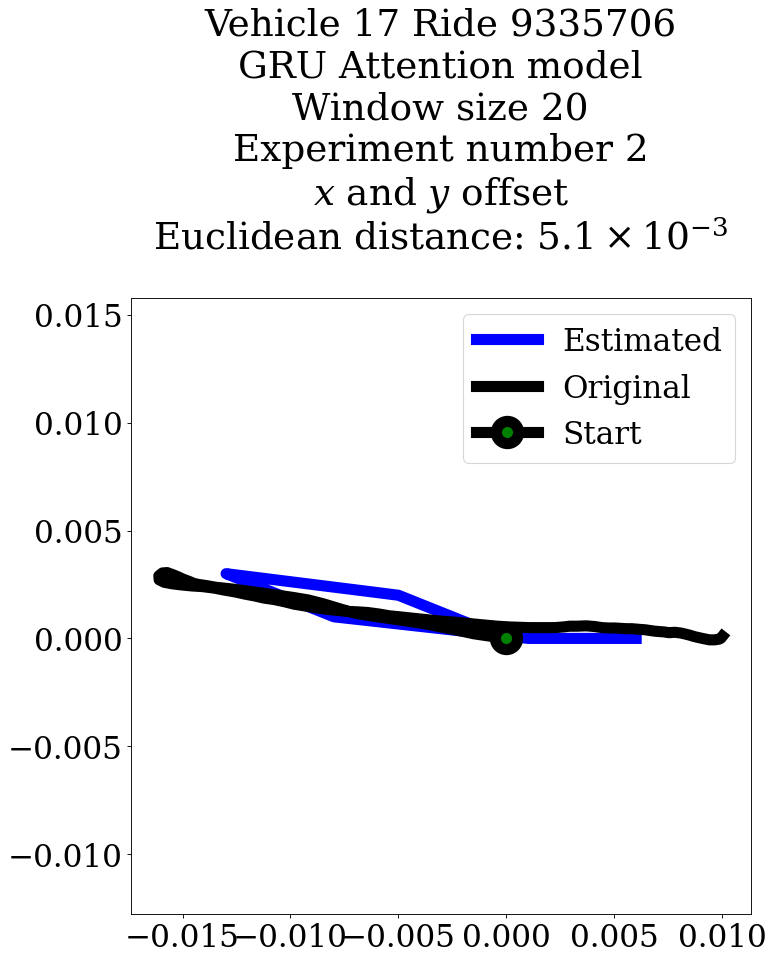 Vehicle 17 Ride 9335706
GRU Attention model
Window size 20
Experiment number 2
x and y offset
Euclidean distance: 5.1 × 10⁻³
0.015
0.010
0.005
0.000
−0.005
−0.010
Estimated
Original
Start
−0.015 −0.010 −0.005 0.000 0.005 0.010